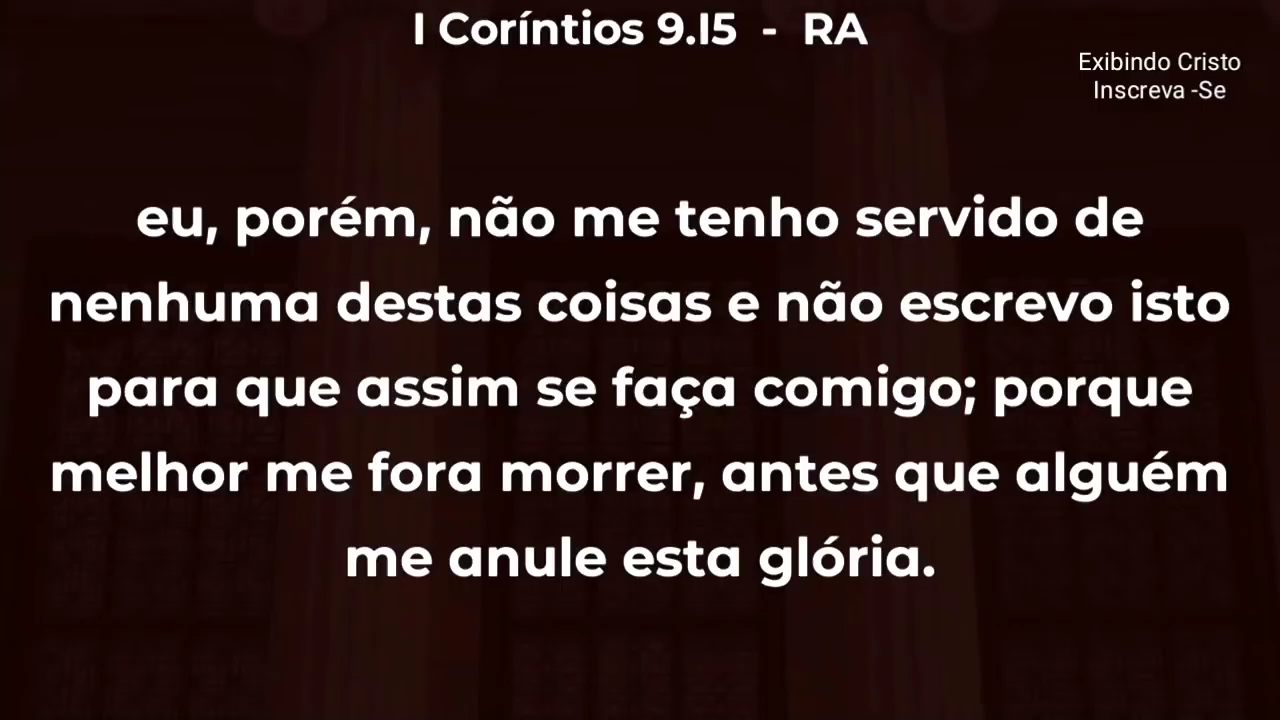 I Coríntios 9.I5 - RA
Exibindo Cristo
Inscreva -Se
eu, porém, não me tenho servido de
nenhuma destas coisas e não escrevo isto
para que assim se faça comigo; porque
melhor me fora morrer, antes que alguém
me anule esta glória.